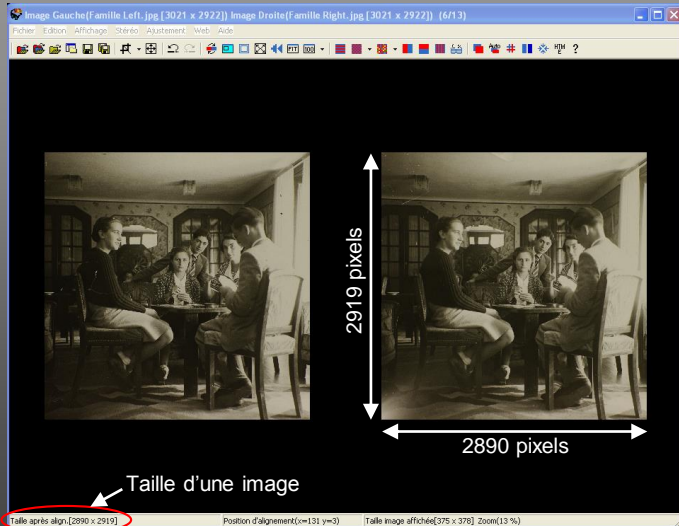 Image Gauche(Famille Left.jpg [3021 x 2922]) Image Droite(Famille Right.jpg [3021 x 2922]) (6/13)
Fichier Edition Affichage Stéréo Ajustement Web Aide
FIT 100 ?
2919 pixels
2890 pixels
Taille d'une image
Taille après align.[2890 x 2919] Position d'alignement(x=131 y=3) Taille image affichée[375 x 378] Zoom(13 %)